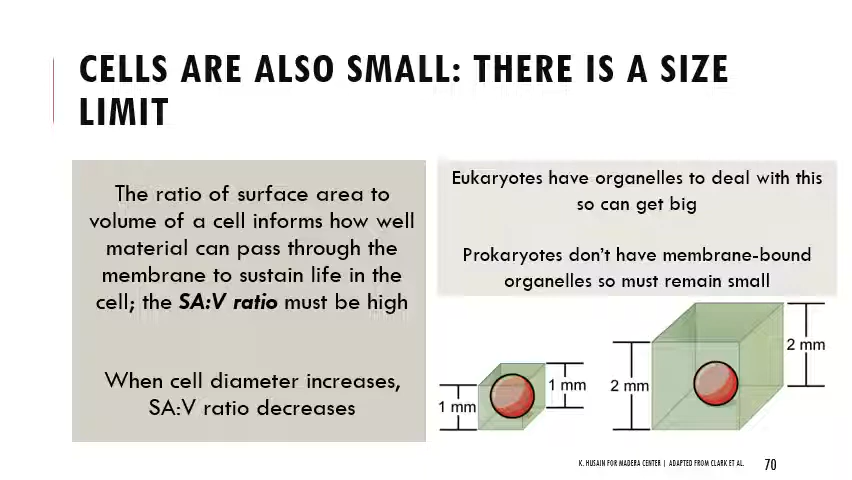 CELLS ARE ALSO SMALL: THERE IS A SIZE
LIMIT
The ratio of surface area to
volume of a cell informs how well
material can pass through the
membrane to sustain life in the
cell; the SA:V ratio must be high
When cell diameter increases,
SA:V ratio decreases
Eukaryotes have organelles to deal with this
so can get big
Prokaryotes don't have membrane-bound
organelles so must remain small
1 mm
1 mm
2 mm
2 mm
K. HUSAIN FOR MADERA CENTER | ADAPTED FROM CLARK ET AL.
70